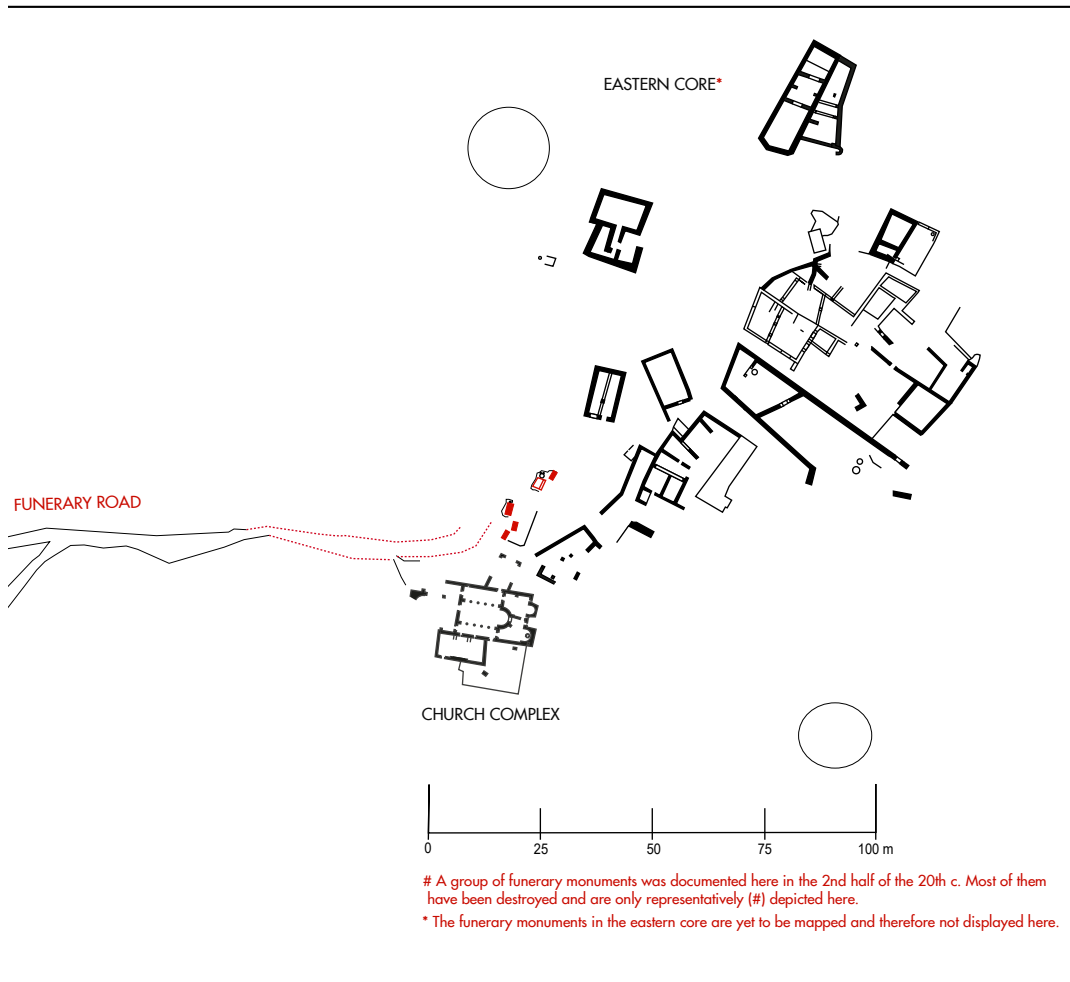 EASTERN CORE*
FUNERARY ROAD
CHURCH COMPLEX
0 25 50 75 100 m
# A group of funerary monuments was documented here in the 2nd half of the 20th c. Most of them
have been destroyed and are only representatively (#) depicted here.
* The funerary monuments in the eastern core are yet to be mapped and therefore not displayed here.